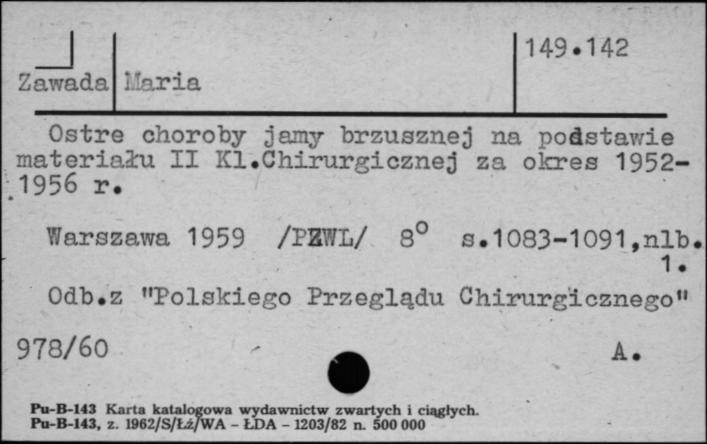 149.142
Zawada Maria
Ostre choroby jamy brzusznej na podstawie
materiału II Kl.Chirurgicznej za okres 1952-
1956 r.
Warszawa 1959 /PZWL/ 8° s.1083-1091,nlb.
1.
Odb.z "Polskiego Przeglądu Chirurgicznego"
978/60 A.
Pu-B-143 Karta katalogowa wydawnictw zwartych i ciągłych.
Pu-B-143, z. 1962/S/Łź/WA - ŁDA - 1203/82 n. 500 000